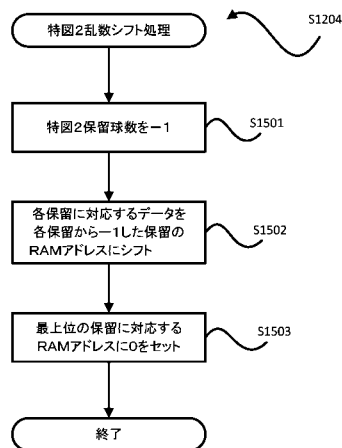 特図2乱数シフト処理
S1204
特図2保留球数を－1
S1501
各保留に対応するデータを
各保留から－1した保留の
RAMアドレスにシフト
S1502
最上位の保留に対応する
RAMアドレスに0をセット
S1503
終了